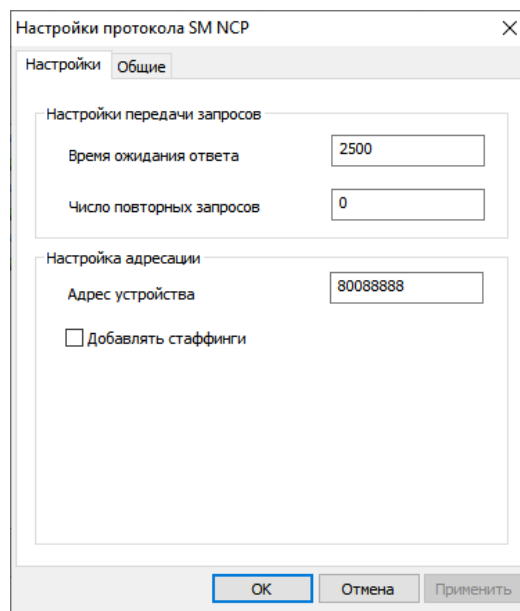 Настройки протокола SM NCP
Настройки Общие
Настройки передачи запросов
Время ожидания ответа 2500
Число повторных запросов 0
Настройка адресации
Адрес устройства 80088888
Добавлять стаффинги
OK Отмена Применить